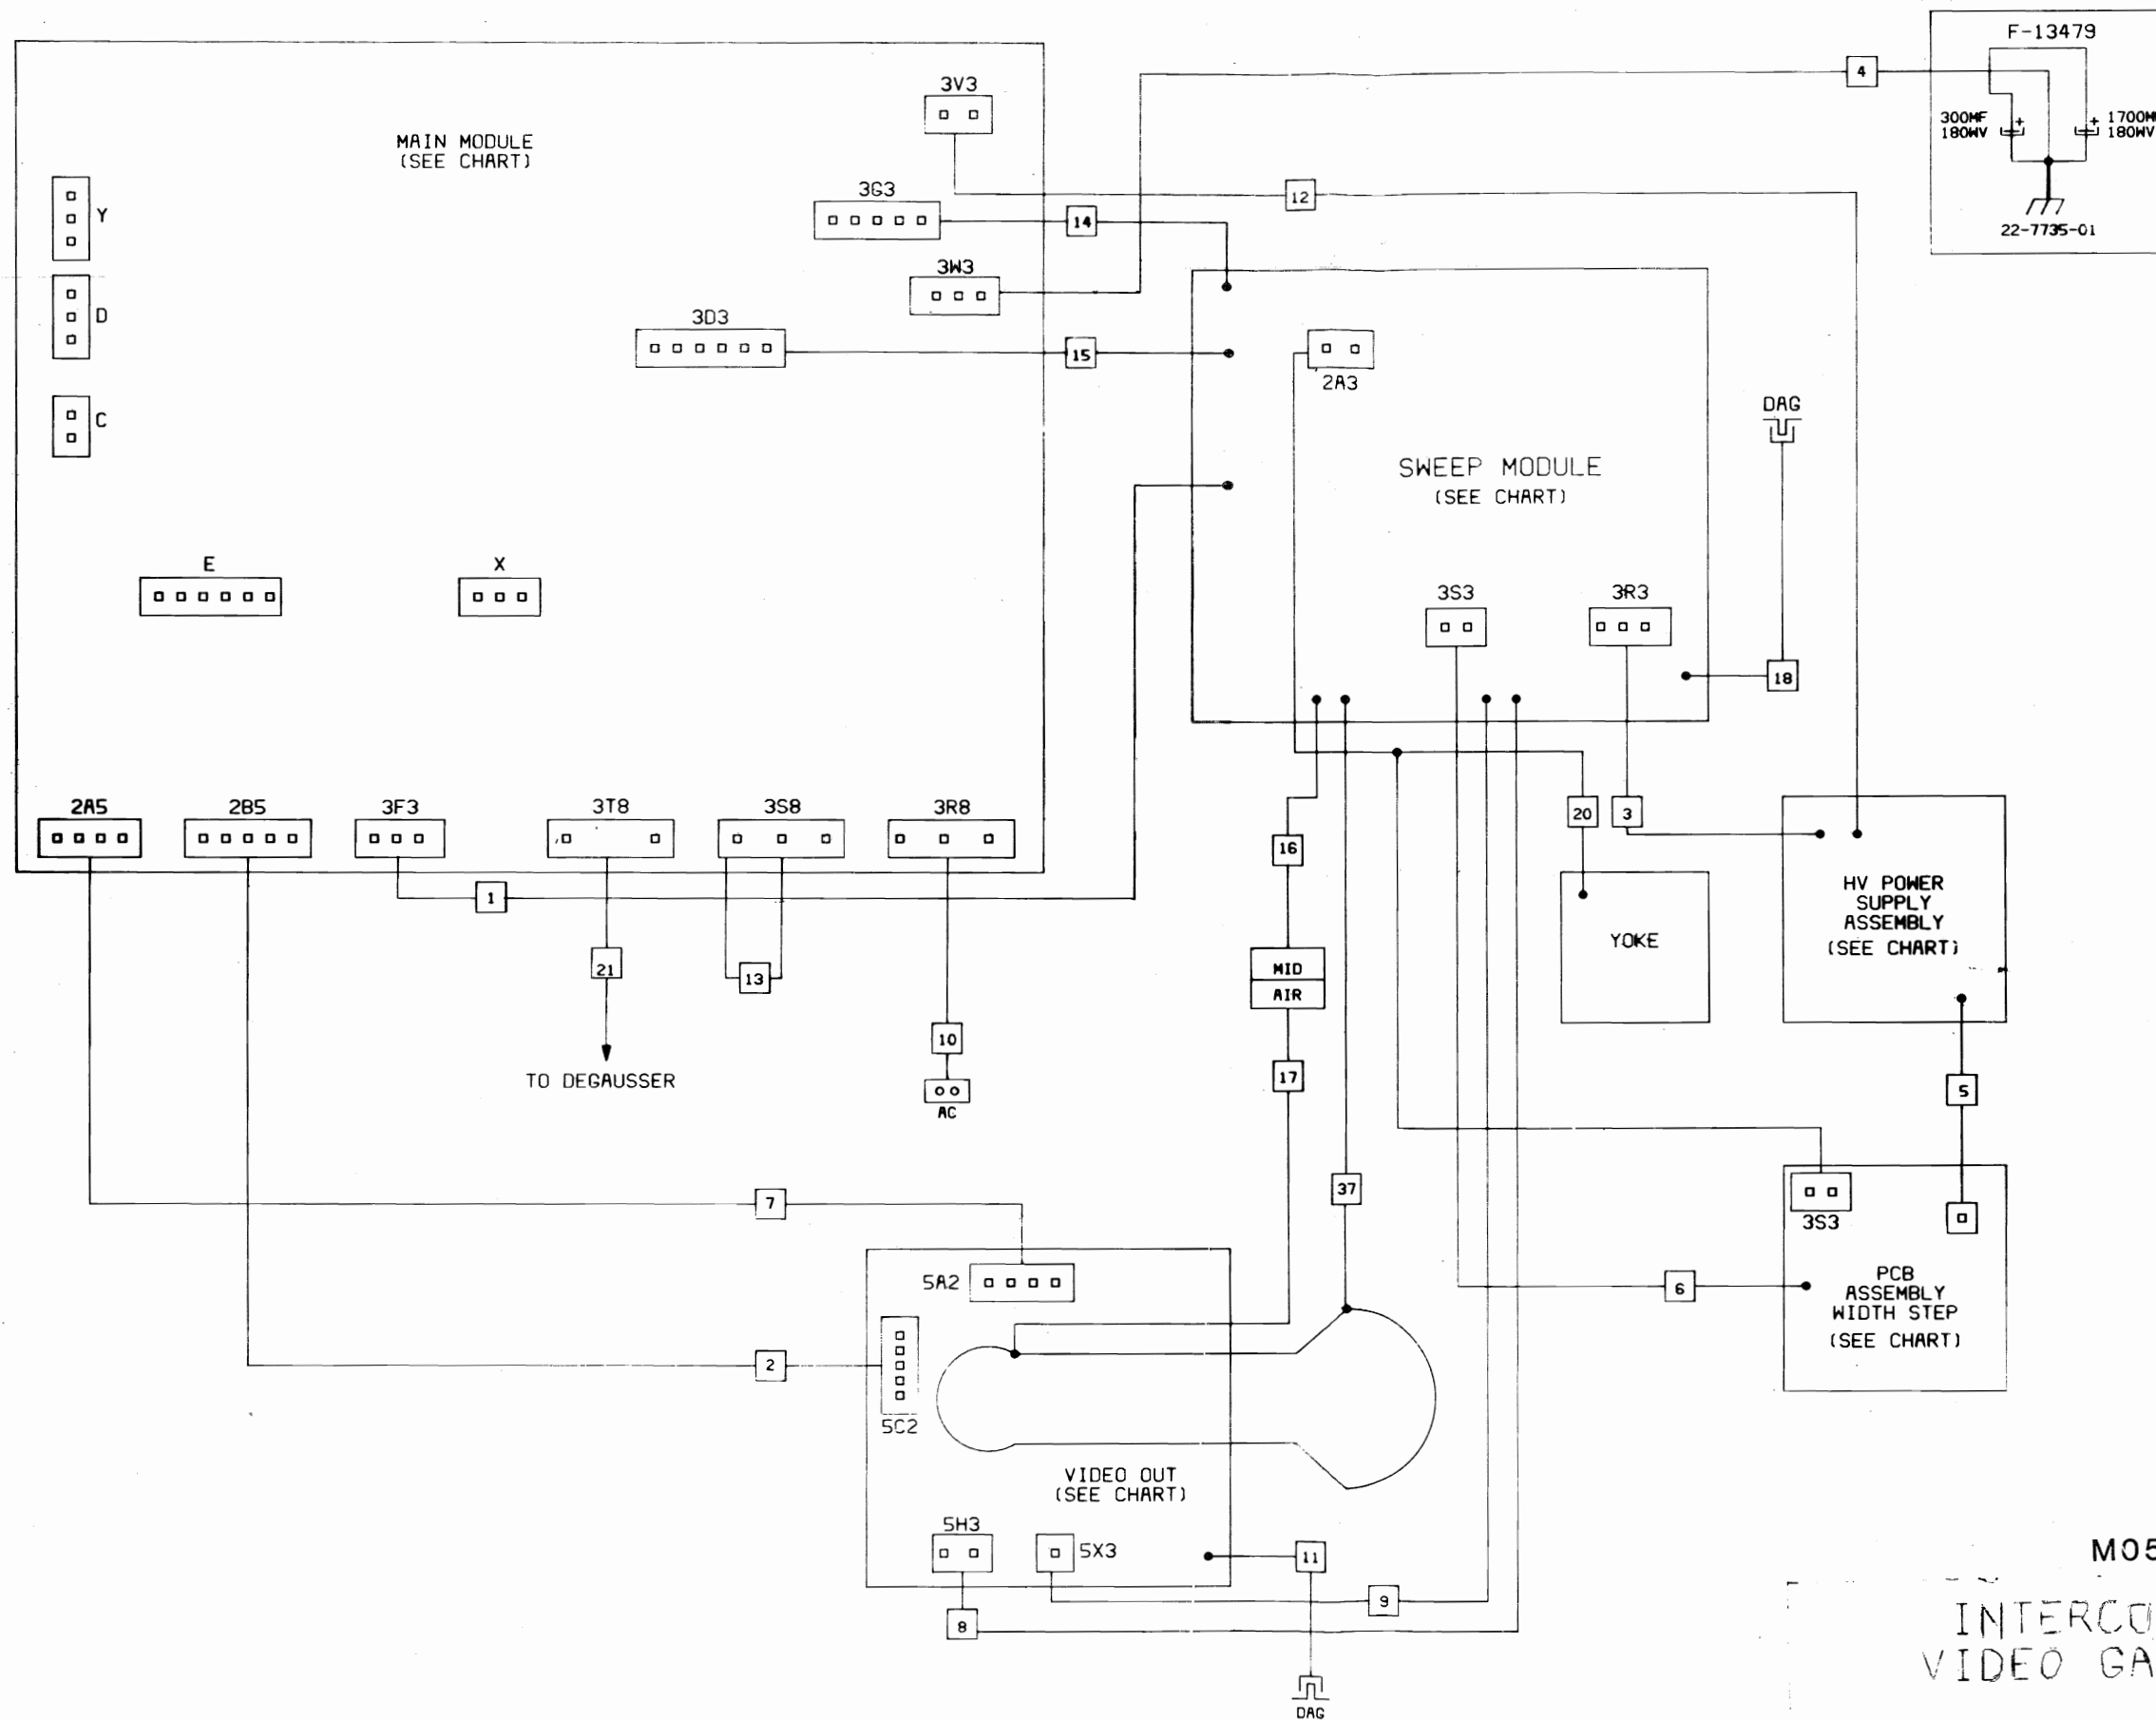 F-13479
4
300MF
180WV
+
+
180WV
22-7735-01
3V3
MAIN MODULE
(SEE CHART)
Y
3G3
12
14
3W3
D
3D3
15
2A3
C
DAG
SWEEP MODULE
(SEE CHART)
E
X
3S3
3R3
18
2A5
2B5
3F3
3T8
3S8
3R8
20
3
16
1
HV POWER
SUPPLY
ASSEMBLY
(SEE CHART)
YOKE
21
13
MID
AIR
10
TO DEGAUSSER
AC
17
5
7
37
3S3
5A2
6
PCB
ASSEMBLY
WIDTH STEP
(SEE CHART)
2
5C2
VIDEO OUT
(SEE CHART)
5H3
5X3
11
9
8
DAG
M05
INTERCO
VIDEO GA